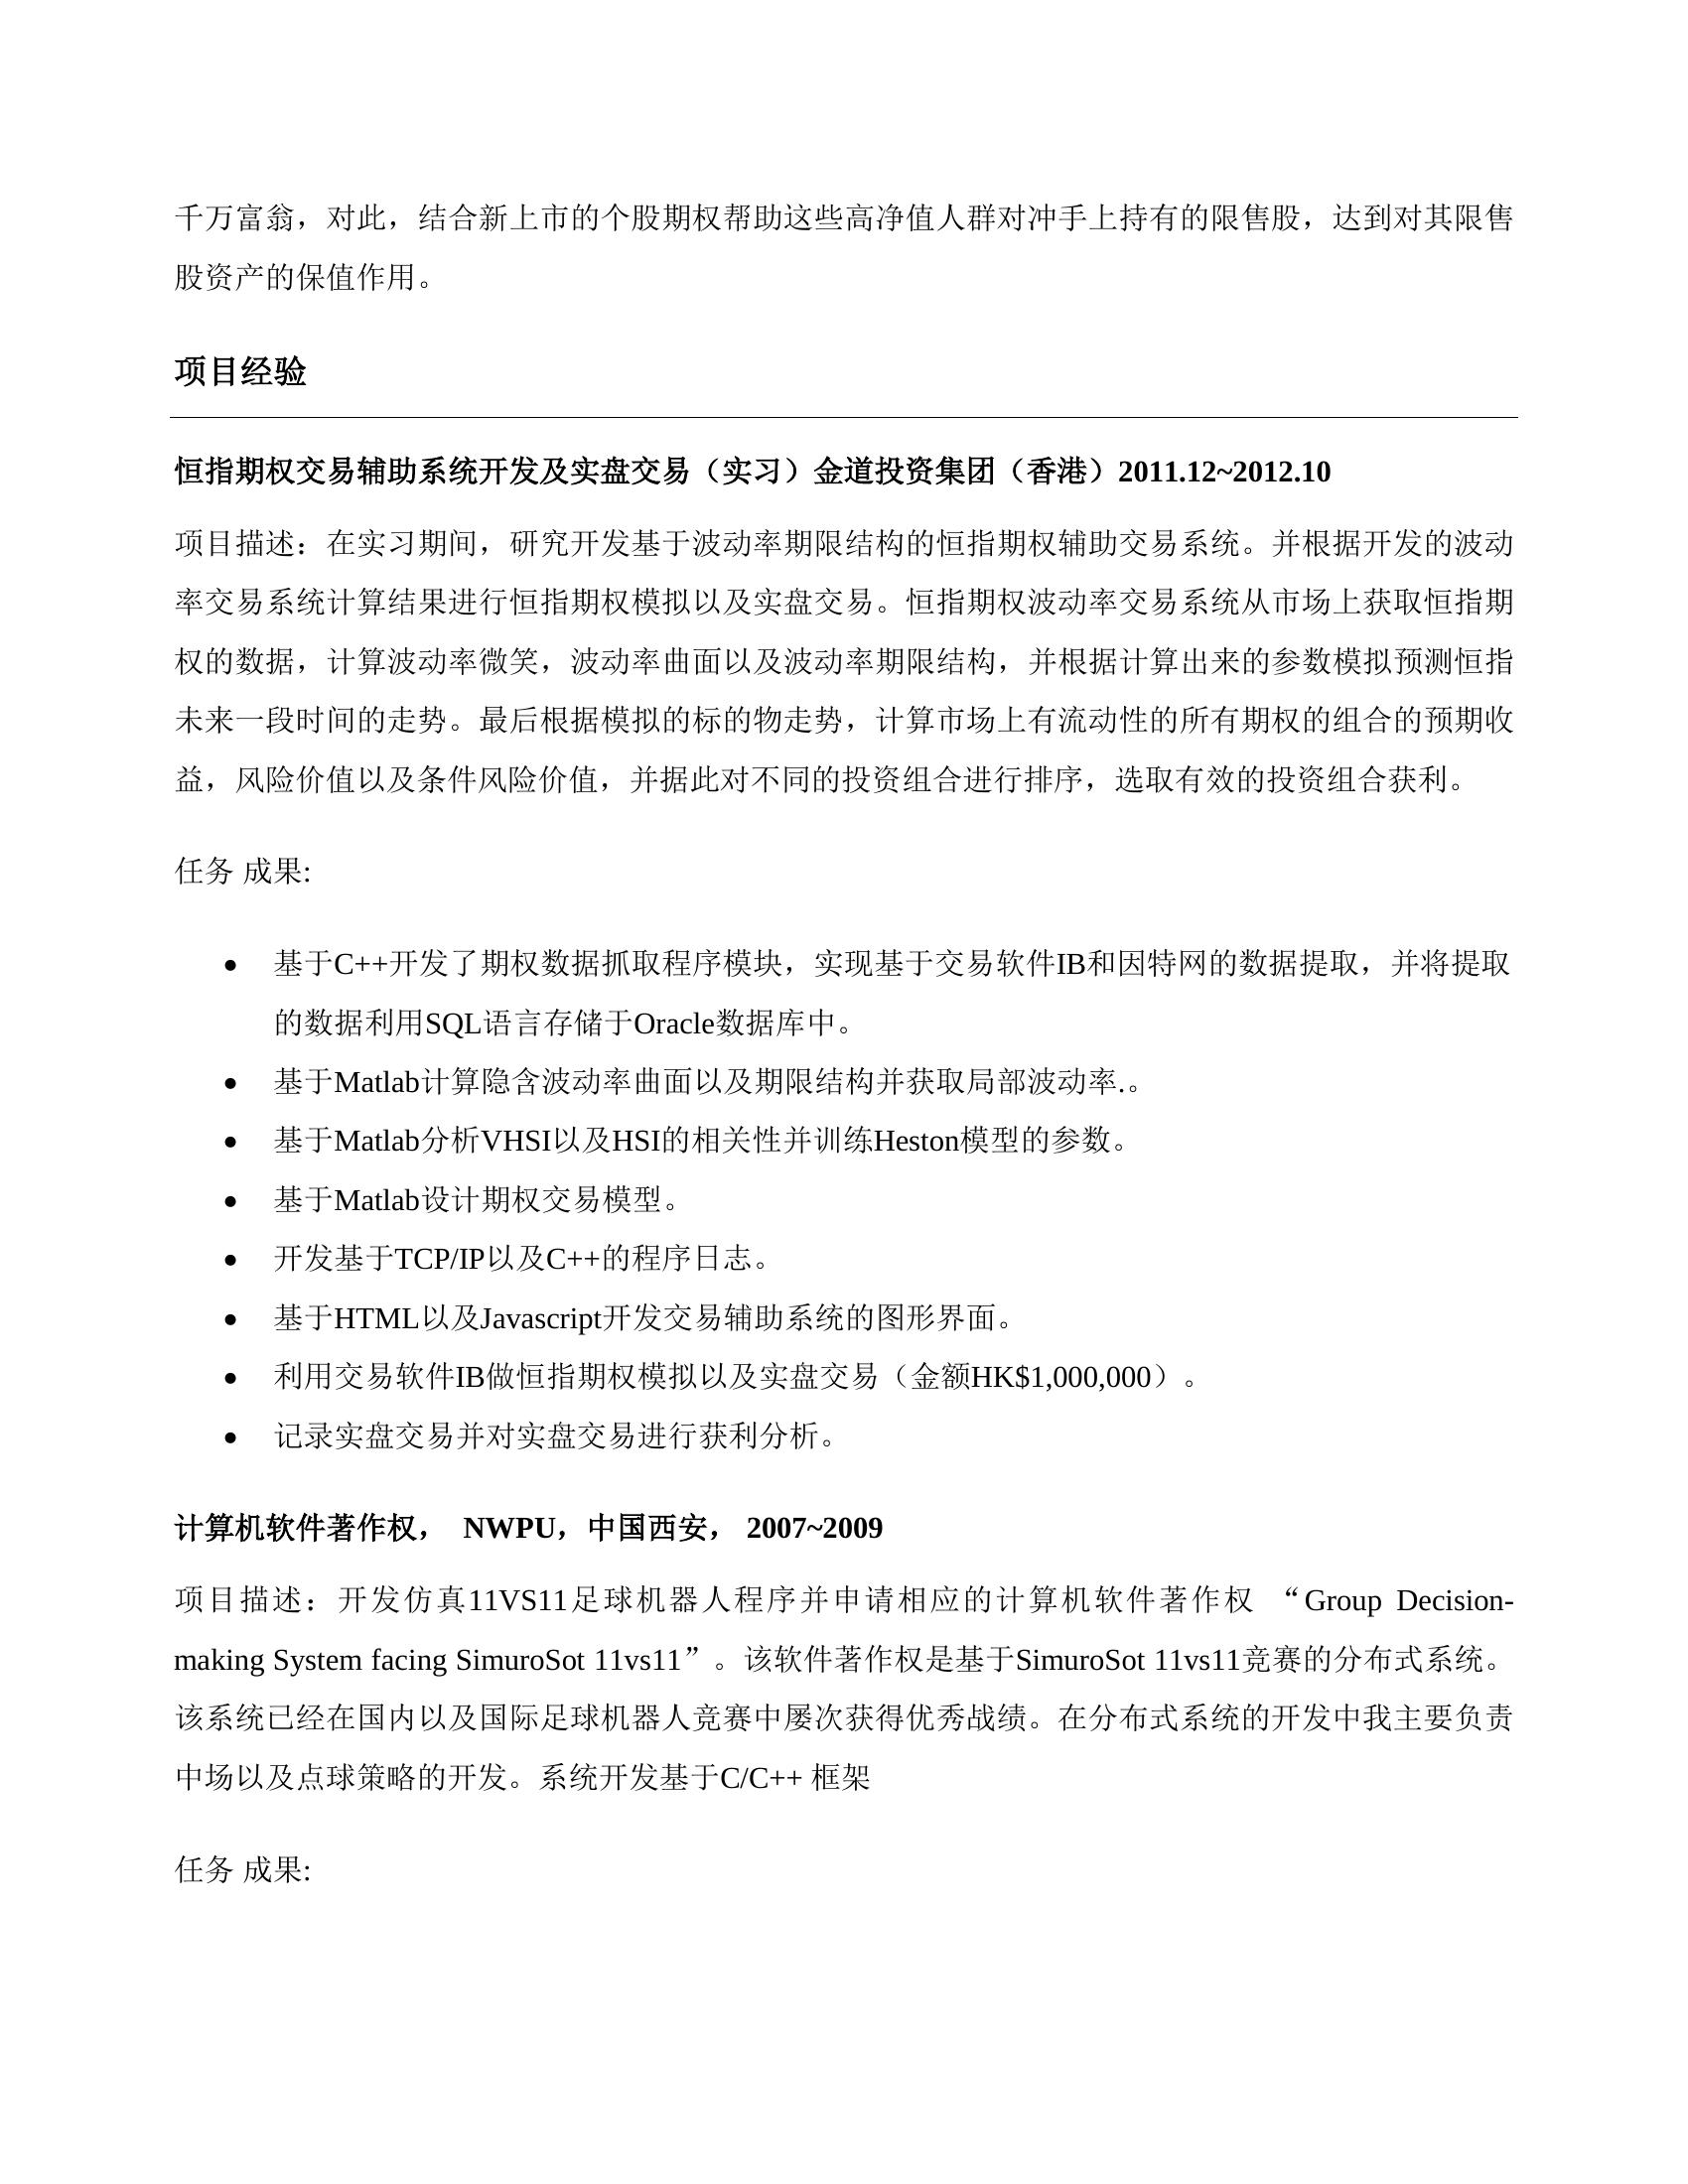 千万富翁，对此，结合新上市的个股期权帮助这些高净值人群对冲手上持有的限售股，达到对其限售
股资产的保值作用。
项目经验
恒指期权交易辅助系统开发及实盘交易（实习）金道投资集团（香港）2011.12~2012.10
项目描述：在实习期间，研究开发基于波动率期限结构的恒指期权辅助交易系统。并根据开发的波动
率交易系统计算结果进行恒指期权模拟以及实盘交易。恒指期权波动率交易系统从市场上获取恒指期
权的数据，计算波动率微笑，波动率曲面以及波动率期限结构，并根据计算出来的参数模拟预测恒指
未来一段时间的走势。最后根据模拟的标的物走势，计算市场上有流动性的所有期权的组合的预期收
益，风险价值以及条件风险价值，并据此对不同的投资组合进行排序，选取有效的投资组合获利。
任务 成果:
• 基于C++开发了期权数据抓取程序模块，实现基于交易软件IB和因特网的数据提取，并将提取
的数据利用SQL语言存储于Oracle数据库中。
• 基于Matlab计算隐含波动率曲面以及期限结构并获取局部波动率.。
• 基于Matlab分析VHSI以及HSI的相关性并训练Heston模型的参数。
• 基于Matlab设计期权交易模型。
• 开发基于TCP/IP以及C++的程序日志。
• 基于HTML以及Javascript开发交易辅助系统的图形界面。
• 利用交易软件IB做恒指期权模拟以及实盘交易（金额HK$1,000,000）。
• 记录实盘交易并对实盘交易进行获利分析。
计算机软件著作权， NWPU，中国西安， 2007~2009
项目描述：开发仿真11VS11足球机器人程序并申请相应的计算机软件著作权 “Group Decision-
making System facing SimuroSot 11vs11”。该软件著作权是基于SimuroSot 11vs11竞赛的分布式系统。
该系统已经在国内以及国际足球机器人竞赛中屡次获得优秀战绩。在分布式系统的开发中我主要负责
中场以及点球策略的开发。系统开发基于C/C++ 框架
任务 成果: